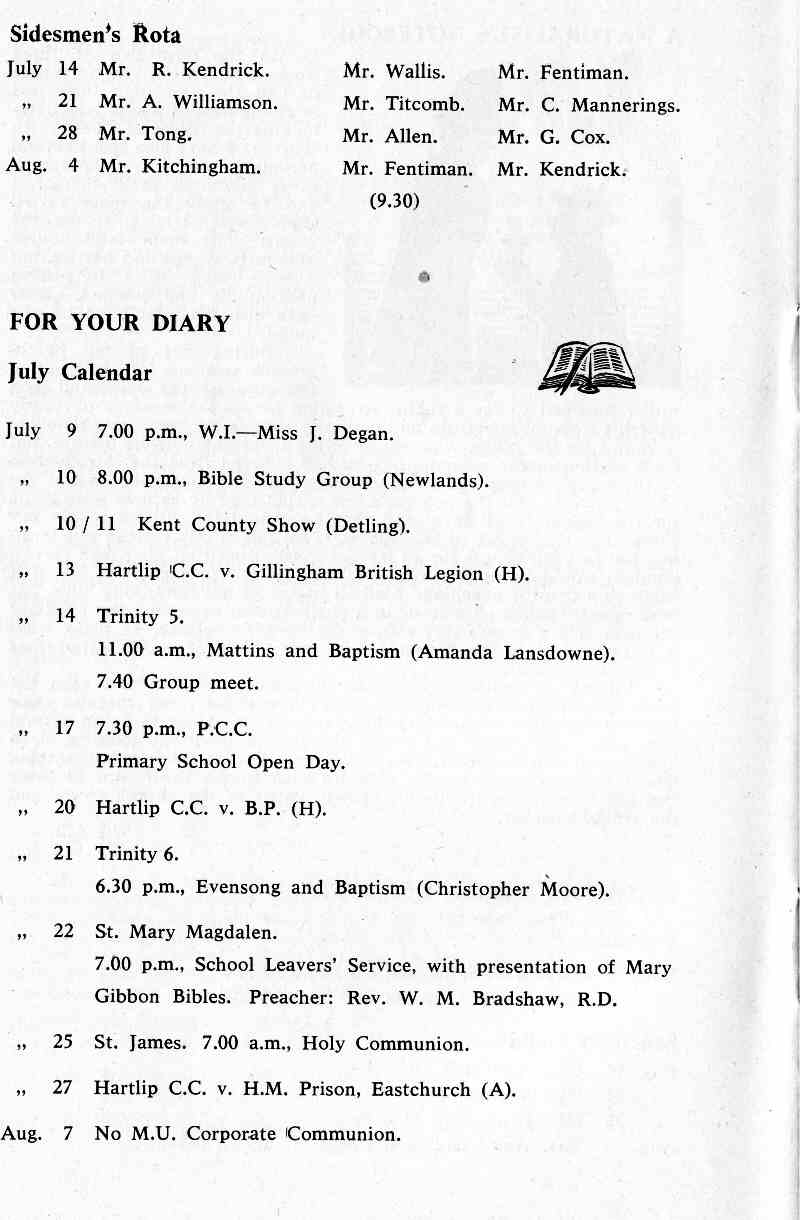 Sidesmen's Rota
July 14 Mr. R. Kendrick. Mr. Wallis. Mr. Fentiman.
„ 21 Mr. A. Williamson. Mr. Titcomb. Mr. C. Mannerings.
„ 28 Mr. Tong. Mr. Allen. Mr. G. Cox.
Aug. 4 Mr. Kitchingham. Mr. Fentiman. Mr. Kendrick.
(9.30)
FOR YOUR DIARY
July Calendar
July 9 7.00 p.m., W.I.—Miss J. Degan.
„ 10 8.00 p.m., Bible Study Group (Newlands).
„ 10 / 11 Kent County Show (Detling).
„ 13 Hartlip C.C. v. Gillingham British Legion (H).
„ 14 Trinity 5.
11.00 a.m., Mattins and Baptism (Amanda Lansdowne).
7.40 Group meet.
„ 17 7.30 p.m., P.C.C.
Primary School Open Day.
„ 20 Hartlip C.C. v. B.P. (H).
„ 21 Trinity 6.
6.30 p.m., Evensong and Baptism (Christopher Moore).
„ 22 St. Mary Magdalen.
7.00 p.m., School Leavers' Service, with presentation of Mary
Gibbon Bibles. Preacher: Rev. W. M. Bradshaw, R.D.
„ 25 St. James. 7.00 a.m., Holy Communion.
„ 27 Hartlip C.C. v. H.M. Prison, Eastchurch (A).
Aug. 7 No M.U. Corporate Communion.